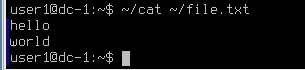 user1@dc-1:~$ ~/cat ~/file.txt
hello
world
user1@dc-1:~$